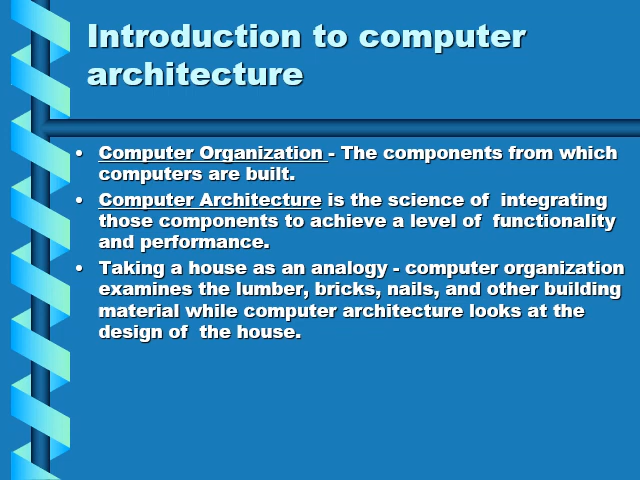 Introduction to computer
architecture
• Computer Organization - The components from which
computers are built.
• Computer Architecture is the science of  integrating
those components to achieve a level of  functionality
and performance.
• Taking a house as an analogy - computer organization
examines the lumber, bricks, nails, and other building
material while computer architecture looks at the
design of  the house.